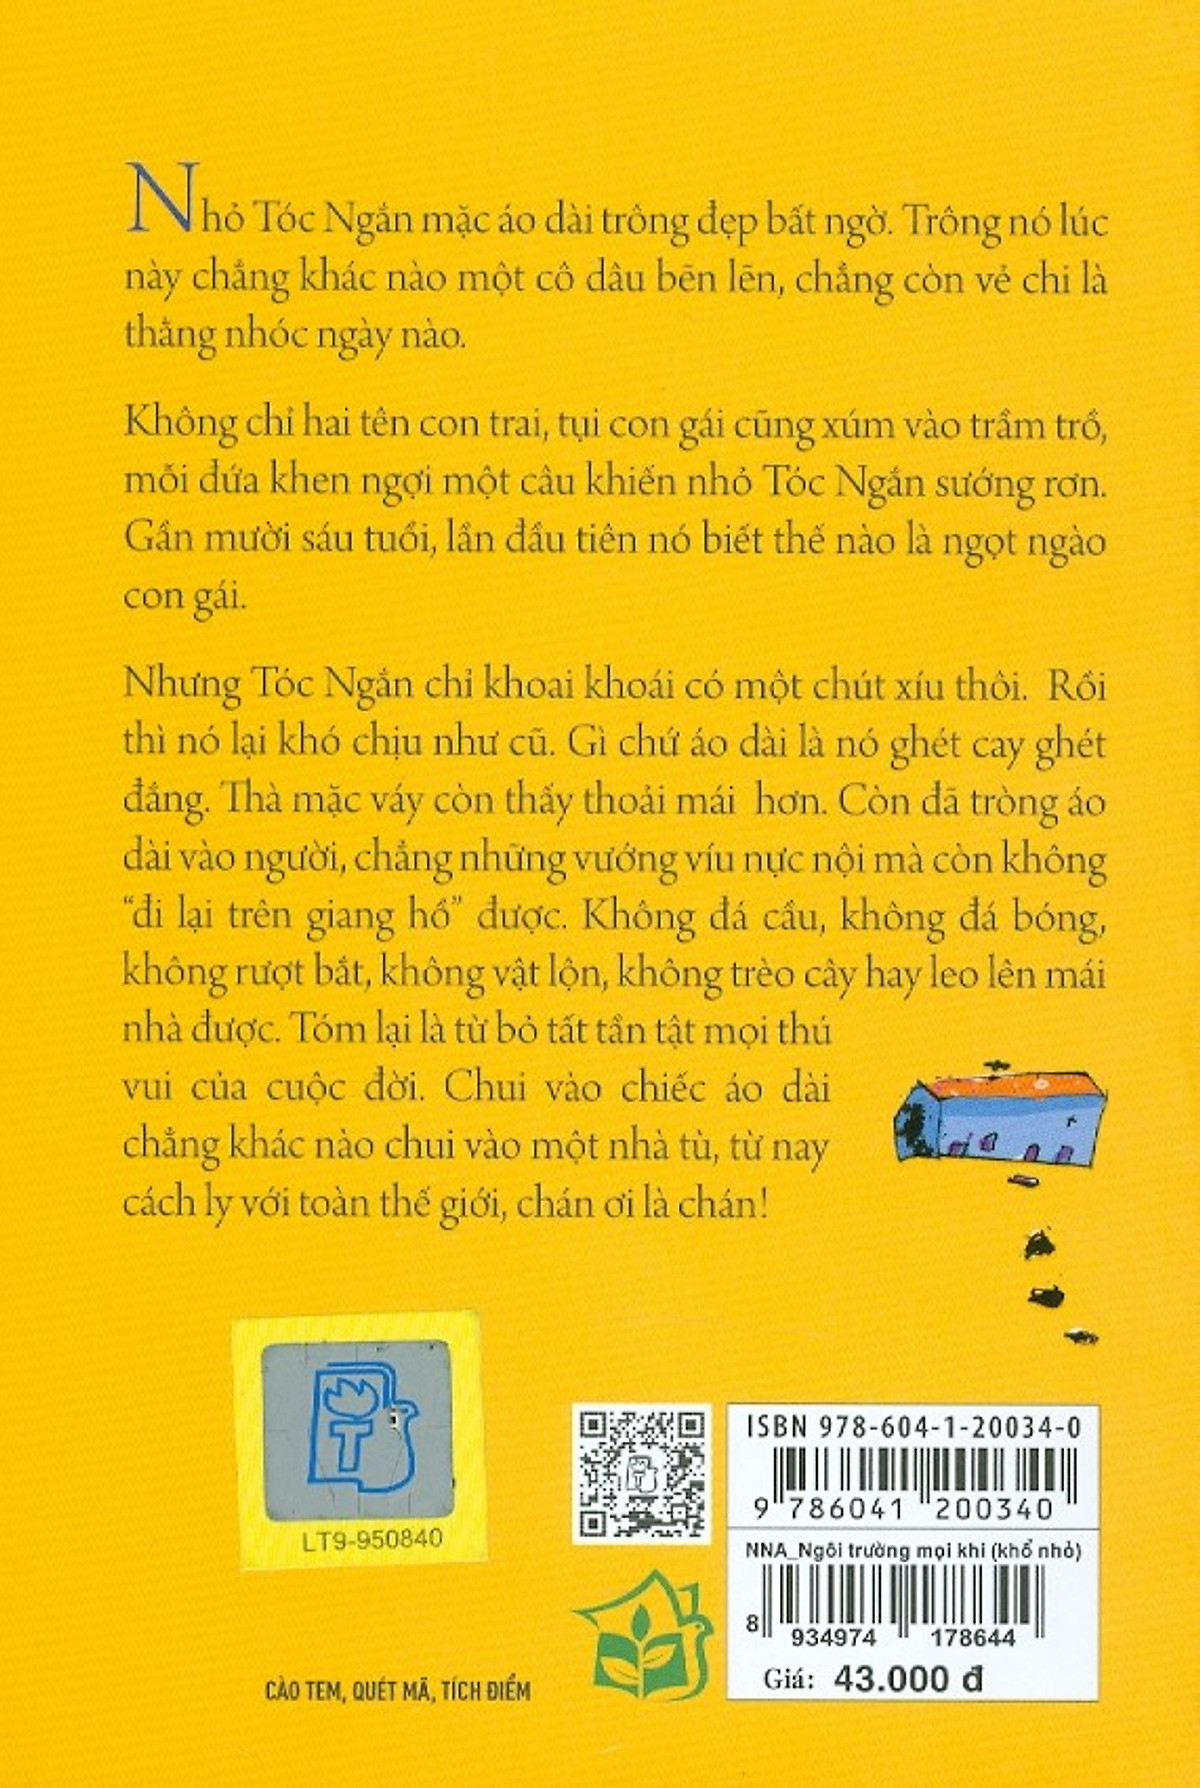 Nhỏ Tóc Ngắn mặc áo dài trông đẹp bất ngờ. Trông nó lúc
này chẳng khác nào một cô dâu bẽn lẽn, chẳng còn vẻ chi là
thằng nhóc ngày nào.
Không chỉ hai tên con trai, tụi con gái cũng xúm vào trầm trồ,
mỗi đứa khen ngợi một câu khiến nhỏ Tóc Ngắn sướng rơn.
Gần mười sáu tuổi, lần đầu tiên nó biết thế nào là ngọt ngào
con gái.
Nhưng Tóc Ngắn chỉ khoai khoái có một chút xíu thôi. Rồi
thì nó lại khó chịu như cũ. Gì chứ áo dài là nó ghét cay ghét
đắng. Thà mặc váy còn thấy thoải mái hơn. Còn đã tròng áo
dài vào người, chẳng những vướng víu nực nội mà còn không
“đi lại trên giang hồ” được. Không đá cầu, không đá bóng,
không rượt bắt, không vật lộn, không trèo cây hay leo lên mái
nhà được. Tóm lại là từ bỏ tất tần tật mọi thú
vui của cuộc đời. Chui vào chiếc áo dài
chẳng khác nào chui vào một nhà tù, từ nay
cách ly với toàn thế giới, chán ơi là chán!
T
LT9-950840
ISBN 978-604-1-20034-0
9 786041 200340
NNA_Ngôi trường mọi khi (khổ nhỏ)
8 934974 178644
Giá: 43.000 đ
CÀO TEM, QUÉT MÃ, TÍCH ĐIỂM